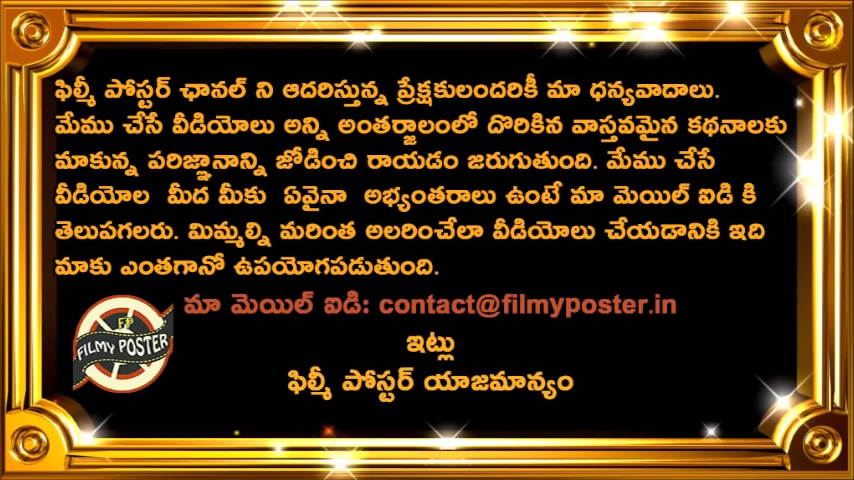 ఫిల్మీ పోస్టర్ ఛానల్ ని ఆదరిస్తున్న ప్రేక్షకులందరికీ మా ధన్యవాదాలు.
మేము చేసే వీడియోలు అన్ని అంతర్జాలంలో దొరికిన వాస్తవమైన కథనాలకు
మాకున్న పరిజ్ఞానాన్ని జోడించి రాయడం జరుగుతుంది. మేము చేసే
వీడియోల మీద మీకు ఏవైనా అభ్యంతరాలు ఉంటే మా మెయిల్ ఐడి కి
తెలుపగలరు. మిమ్మల్ని మరింత అలరించేలా వీడియోలు చేయడానికి ఇది
మాకు ఎంతగానో ఉపయోగపడుతుంది.
మా మెయిల్ ఐడి: contact@filmyposter.in
FP
FILMY POSTER
ఇట్లు
ఫిల్మీ పోస్టర్ యాజమాన్యం